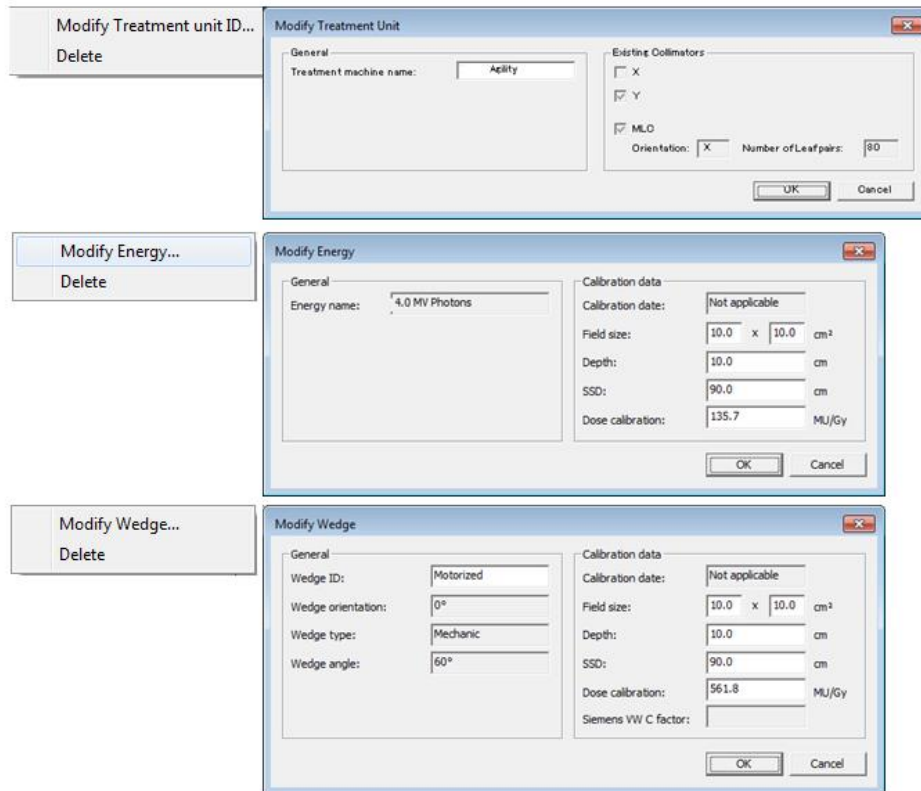 Modify Treatment unit ID...
Delete
Modify Treatment Unit
General
Treatment machine name: Agility
Existing Collimators
X
Y
MLC
Orientation: X Number of Leafpairs: 80
OK Cancel
Modify Energy...
Delete
Modify Energy
General
Energy name: 4.0 MV Photons
Calibration data
Calibration date: Not applicable
Field size: 10.0 x 10.0 cm²
Depth: 10.0 cm
SSD: 90.0 cm
Dose calibration: 135.7 MU/Gy
OK Cancel
Modify Wedge...
Delete
Modify Wedge
General
Wedge ID: Motorized
Wedge orientation: 0°
Wedge type: Mechanic
Wedge angle: 60°
Calibration data
Calibration date: Not applicable
Field size: 10.0 x 10.0 cm²
Depth: 10.0 cm
SSD: 90.0 cm
Dose calibration: 561.8 MU/Gy
Siemens VW C factor:
OK Cancel